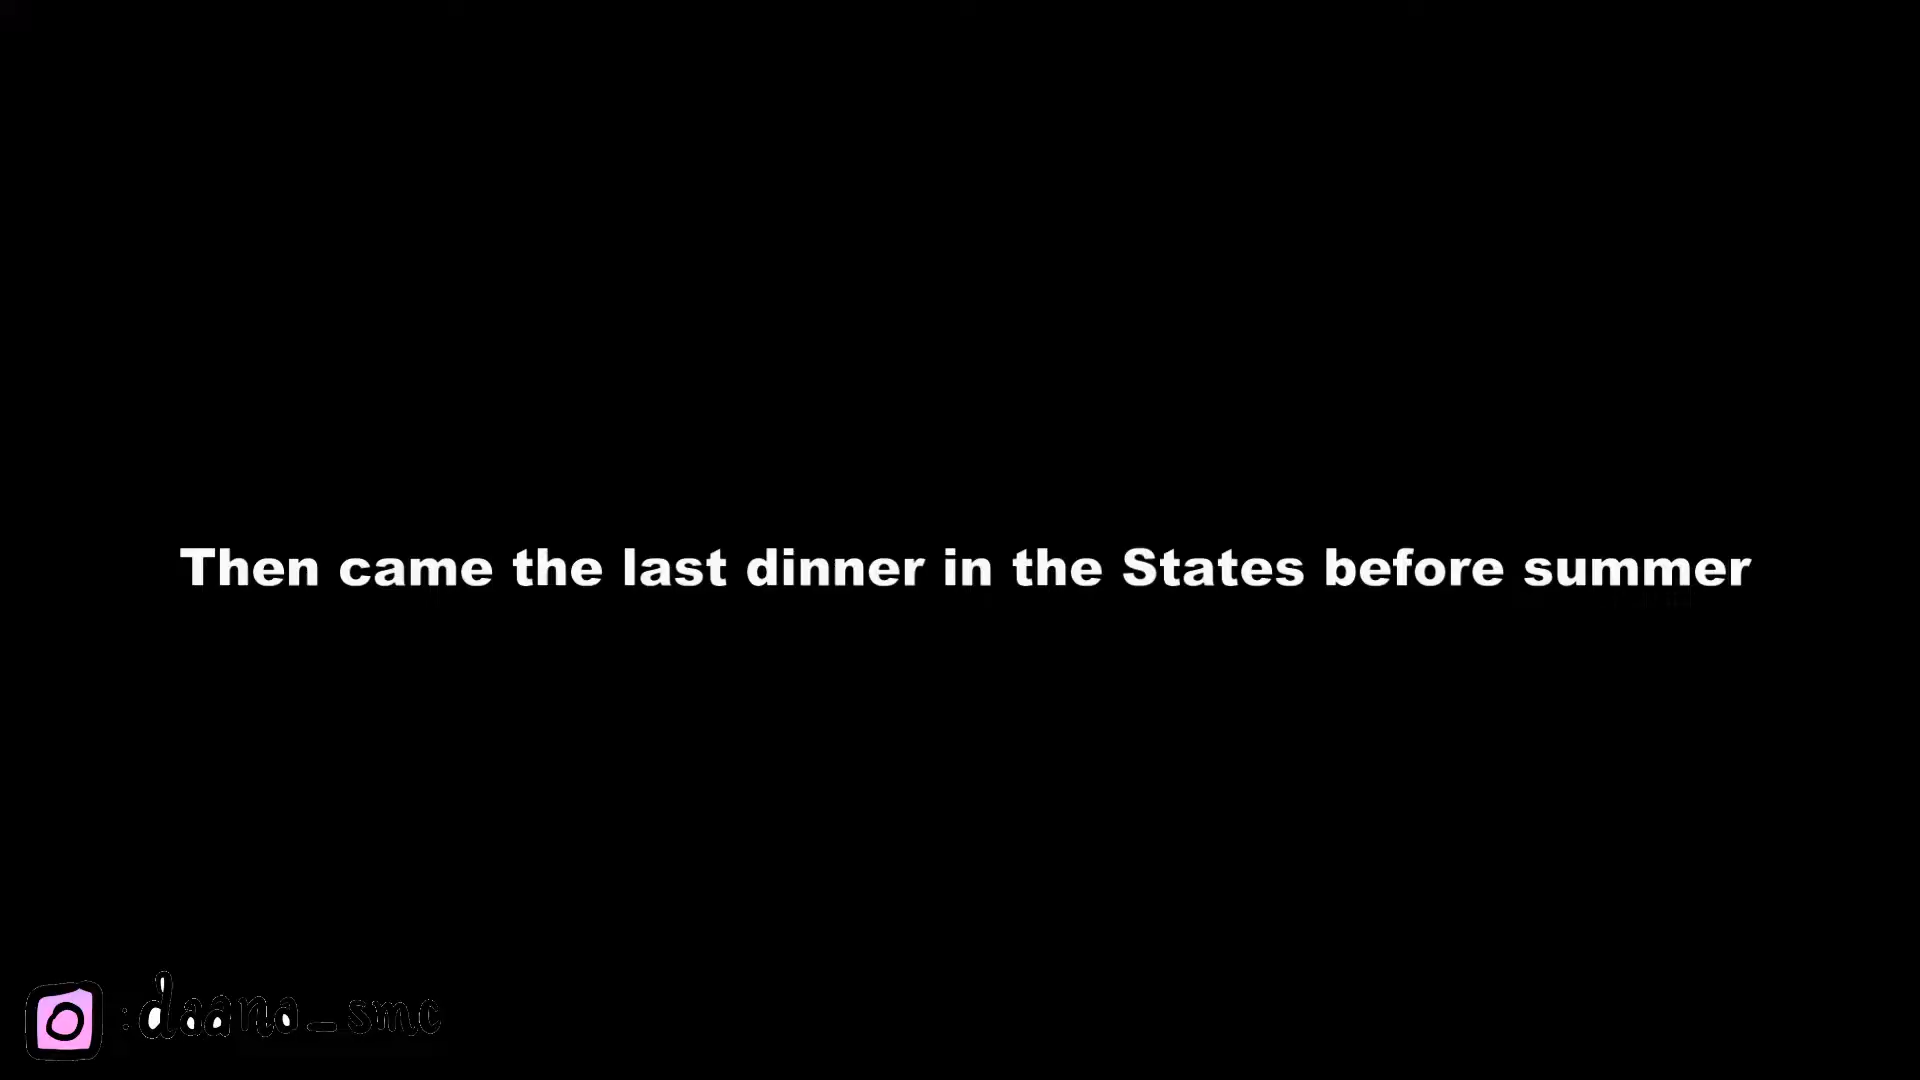 Then came the last dinner in the States before summer
:daana_smc